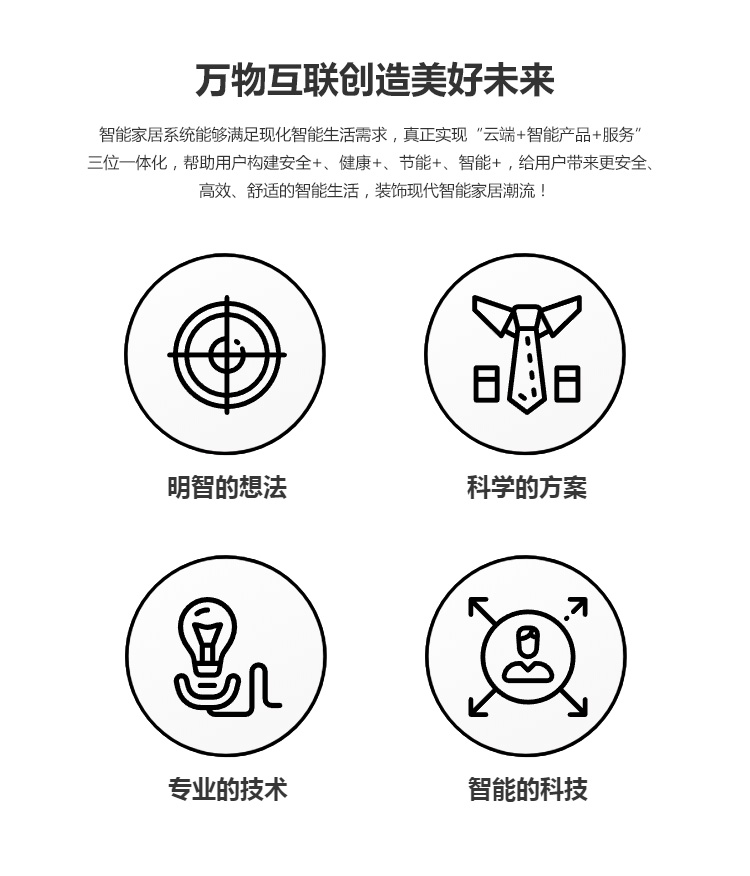 万物互联创造美好未来
智能家居系统能够满足现化智能生活需求，真正实现“云端+智能产品+服务”
三位一体化，帮助用户构建安全+、健康+、节能+、智能+，给用户带来更安全、
高效、舒适的智能生活，装饰现代智能家居潮流！
明智的想法
科学的方案
专业的技术
智能的科技